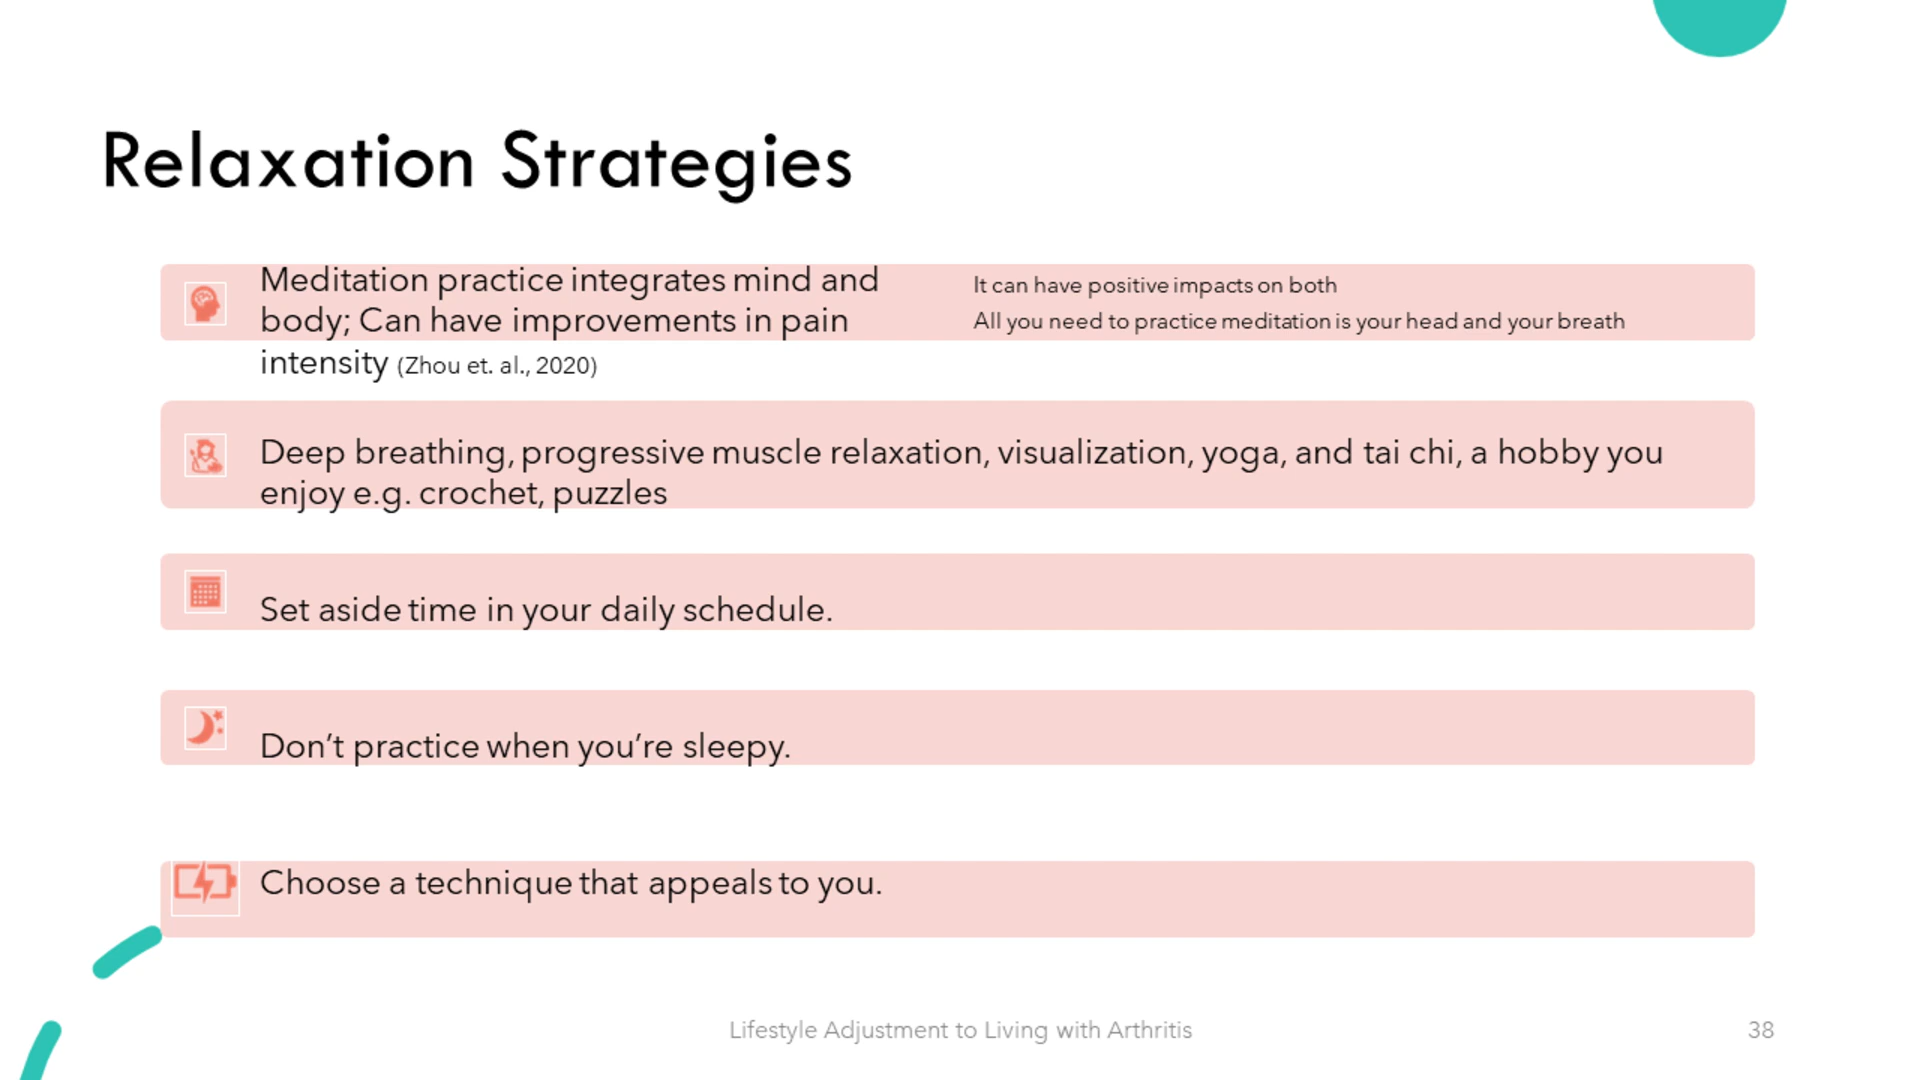 Relaxation Strategies
Meditation practice integrates mind and
body; Can have improvements in pain
intensity (Zhou et. al., 2020)
It can have positive impacts on both
All you need to practice meditation is your head and your breath
Deep breathing, progressive muscle relaxation, visualization, yoga, and tai chi, a hobby you
enjoy e.g. crochet, puzzles
Set aside time in your daily schedule.
Don’t practice when you’re sleepy.
Choose a technique that appeals to you.
Lifestyle Adjustment to Living with Arthritis
38